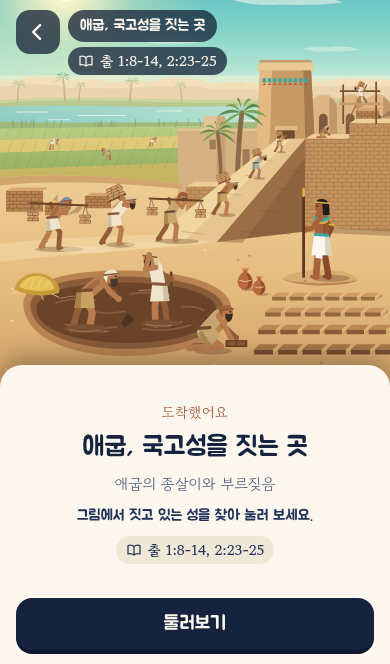 애굽, 국고성을 짓는 곳
출 1:8-14, 2:23-25
도착했어요
애굽, 국고성을 짓는 곳
애굽의 종살이와 부르짖음
그림에서 짓고 있는 성을 찾아 눌러 보세요.
출 1:8-14, 2:23-25
둘러보기